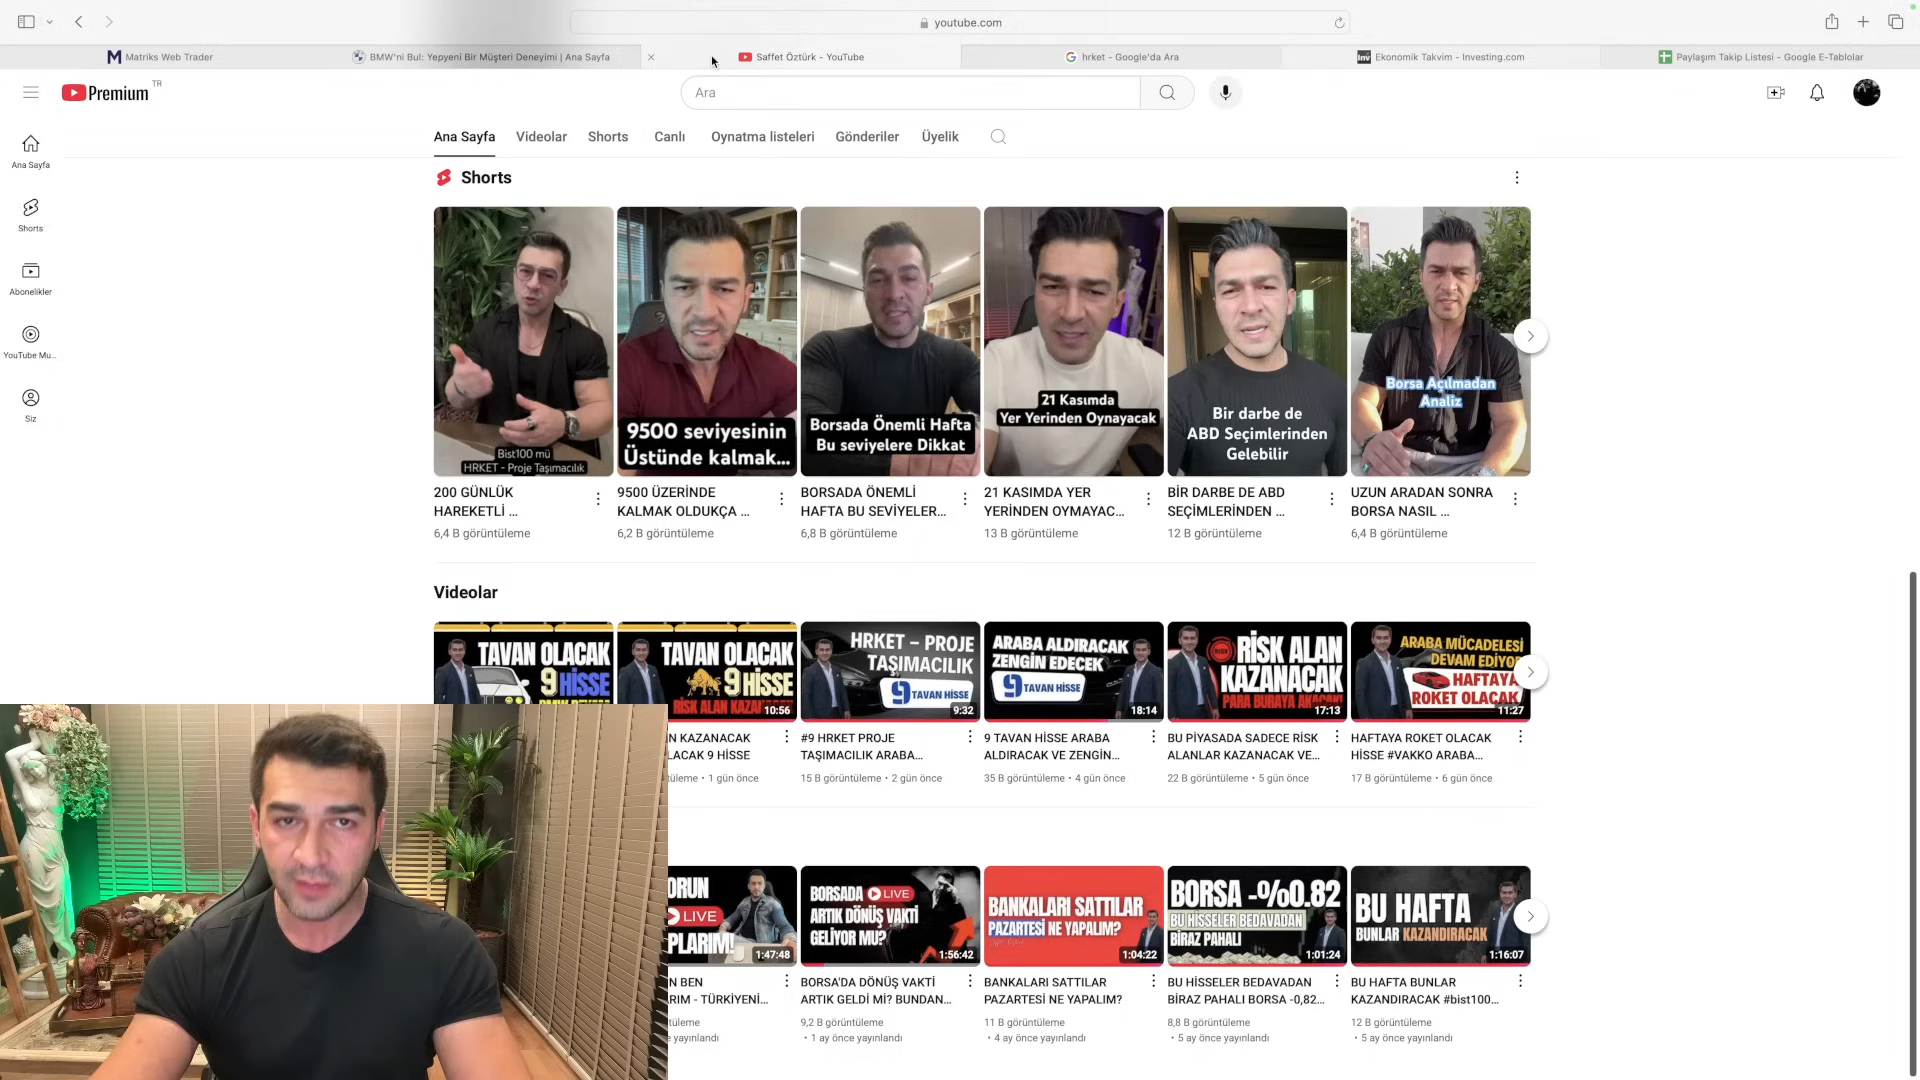 youtube.com
Matriks Web Trader
BMW'ni Bul: Yepyeni Bir Müşteri Deneyimi | Ana Sayfa
Saffet Öztürk - YouTube
hrket - Google'da Ara
Ekonomik Takvim - Investing.com
Paylaşım Takip Listesi - Google E-Tablolar
Premium TR
Ara
Ana Sayfa
Videolar
Shorts
Canlı
Oynatma listeleri
Gönderiler
Üyelik
Ana Sayfa
Shorts
Abonelikler
YouTube Mu...
Siz
Shorts
Bist100 mü
HRKET - Proje Taşımacılık
9500 seviyesinin
Üstünde kalmak...
Borsada Önemli Hafta
Bu seviyelere Dikkat
21 Kasımda
Yer Yerinden Oynayacak
Bir darbe de
ABD Seçimlerinden
Gelebilir
Borsa Açılmadan
Analiz
200 GÜNLÜK
HAREKETLİ ...
6,4 B görüntüleme
9500 ÜZERİNDE
KALMAK OLDUKÇA ...
6,2 B görüntüleme
BORSADA ÖNEMLİ
HAFTA BU SEVİYELER...
6,8 B görüntüleme
21 KASIMDA YER
YERİNDEN OYMAYAC...
13 B görüntüleme
BİR DARBE DE ABD
SEÇİMLERİNDEN ...
12 B görüntüleme
UZUN ARADAN SONRA
BORSA NASIL ...
6,4 B görüntüleme
Videolar
TAVAN OLACAK
9 HİSSE
TAVAN OLACAK
9 HİSSE
RİSK ALAN
10:56
HRKET – PROJE
TAŞIMACILIK
9 TAVAN HİSSE
9:32
ARABA ALDIRACAK
ZENGİN EDECEK
9 TAVAN HİSSE
18:14
RİSK
RİSK ALAN
KAZANACAK
PARA BURAYA
17:13
ARABA MÜCADELESİ
DEVAM EDİYOR
HAFTAYA
ROKET OLACAK
11:27
N KAZANACAK
LACAK 9 HİSSE
üleme • 1 gün önce
#9 HRKET PROJE
TAŞIMACILIK ARABA...
15 B görüntüleme • 2 gün önce
9 TAVAN HİSSE ARABA
ALDIRACAK VE ZENGİN...
35 B görüntüleme • 4 gün önce
BU PİYASADA SADECE RİSK
ALANLAR KAZANACAK VE...
22 B görüntüleme • 5 gün önce
HAFTAYA ROKET OLACAK
HİSSE #VAKKO ARABA...
17 B görüntüleme • 6 gün önce
ORUN
LIVE
PLARIM!
1:47:48
BORSADA LIVE
ARTIK DÖNÜŞ VAKTİ
GELİYOR MU?
1:56:42
BANKALARI SATTILAR
PAZARTESİ NE YAPALIM?
1:04:22
BORSA -%0.82
BU HİSSELER BEDAVADAN
BİRAZ PAHALI
1:01:24
BU HAFTA
BUNLAR KAZANDIRACAK
1:16:07
N BEN
RIM - TÜRKİYENİ...
üleme
yayınlandı
BORSA'DA DÖNÜŞ VAKTİ
ARTIK GELDİ Mİ? BUNDAN...
9,2 B görüntüleme
• 1 ay önce yayınlandı
BANKALARI SATTILAR
PAZARTESİ NE YAPALIM?
11 B görüntüleme
• 4 ay önce yayınlandı
BU HİSSELER BEDAVADAN
BİRAZ PAHALI BORSA -0,82...
8,8 B görüntüleme
• 5 ay önce yayınlandı
BU HAFTA BUNLAR
KAZANDIRACAK #bist100...
12 B görüntüleme
• 5 ay önce yayınlandı